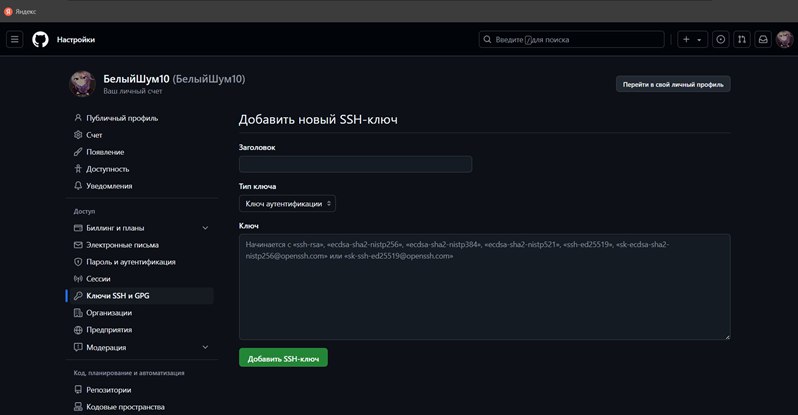 Яндекс
Настройки
Введите / для поиска
БелыйШум10 (БелыйШум10)
Ваш личный счет
Перейти в свой личный профиль
Публичный профиль
Счет
Появление
Доступность
Уведомления
Доступ
Биллинг и планы
Электронные письма
Пароль и аутентификация
Сессии
Ключи SSH и GPG
Организации
Предприятия
Модерация
Код, планирование и автоматизация
Репозитории
Кодовые пространства
Добавить новый SSH-ключ
Заголовок
Тип ключа
Ключ аутентификации
Ключ
Начинается с «ssh-rsa», «ecdsa-sha2-nistp256», «ecdsa-sha2-nistp384», «ecdsa-sha2-nistp521», «ssh-ed25519», «sk-ecdsa-sha2-
nistp256@openssh.com» или «sk-ssh-ed25519@openssh.com»
Добавить SSH-ключ